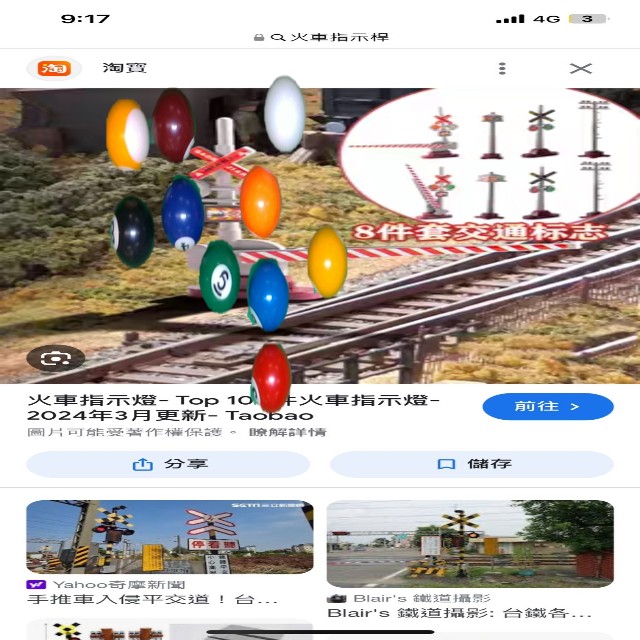 9:17
4G
3
火車指示桿
淘
淘寶
8件套交通标志
4
火車指示燈- Top 10
件火車指示燈-
2024年3月更新- Taobao
圖片可能受著作權保護。 瞭解詳情
前往 >
分享
儲存
停看聽
Yahoo奇摩新聞
手推車入侵平交道！台...
Blair's 鐵道攝影
Blair's 鐵道攝影: 台鐵各...